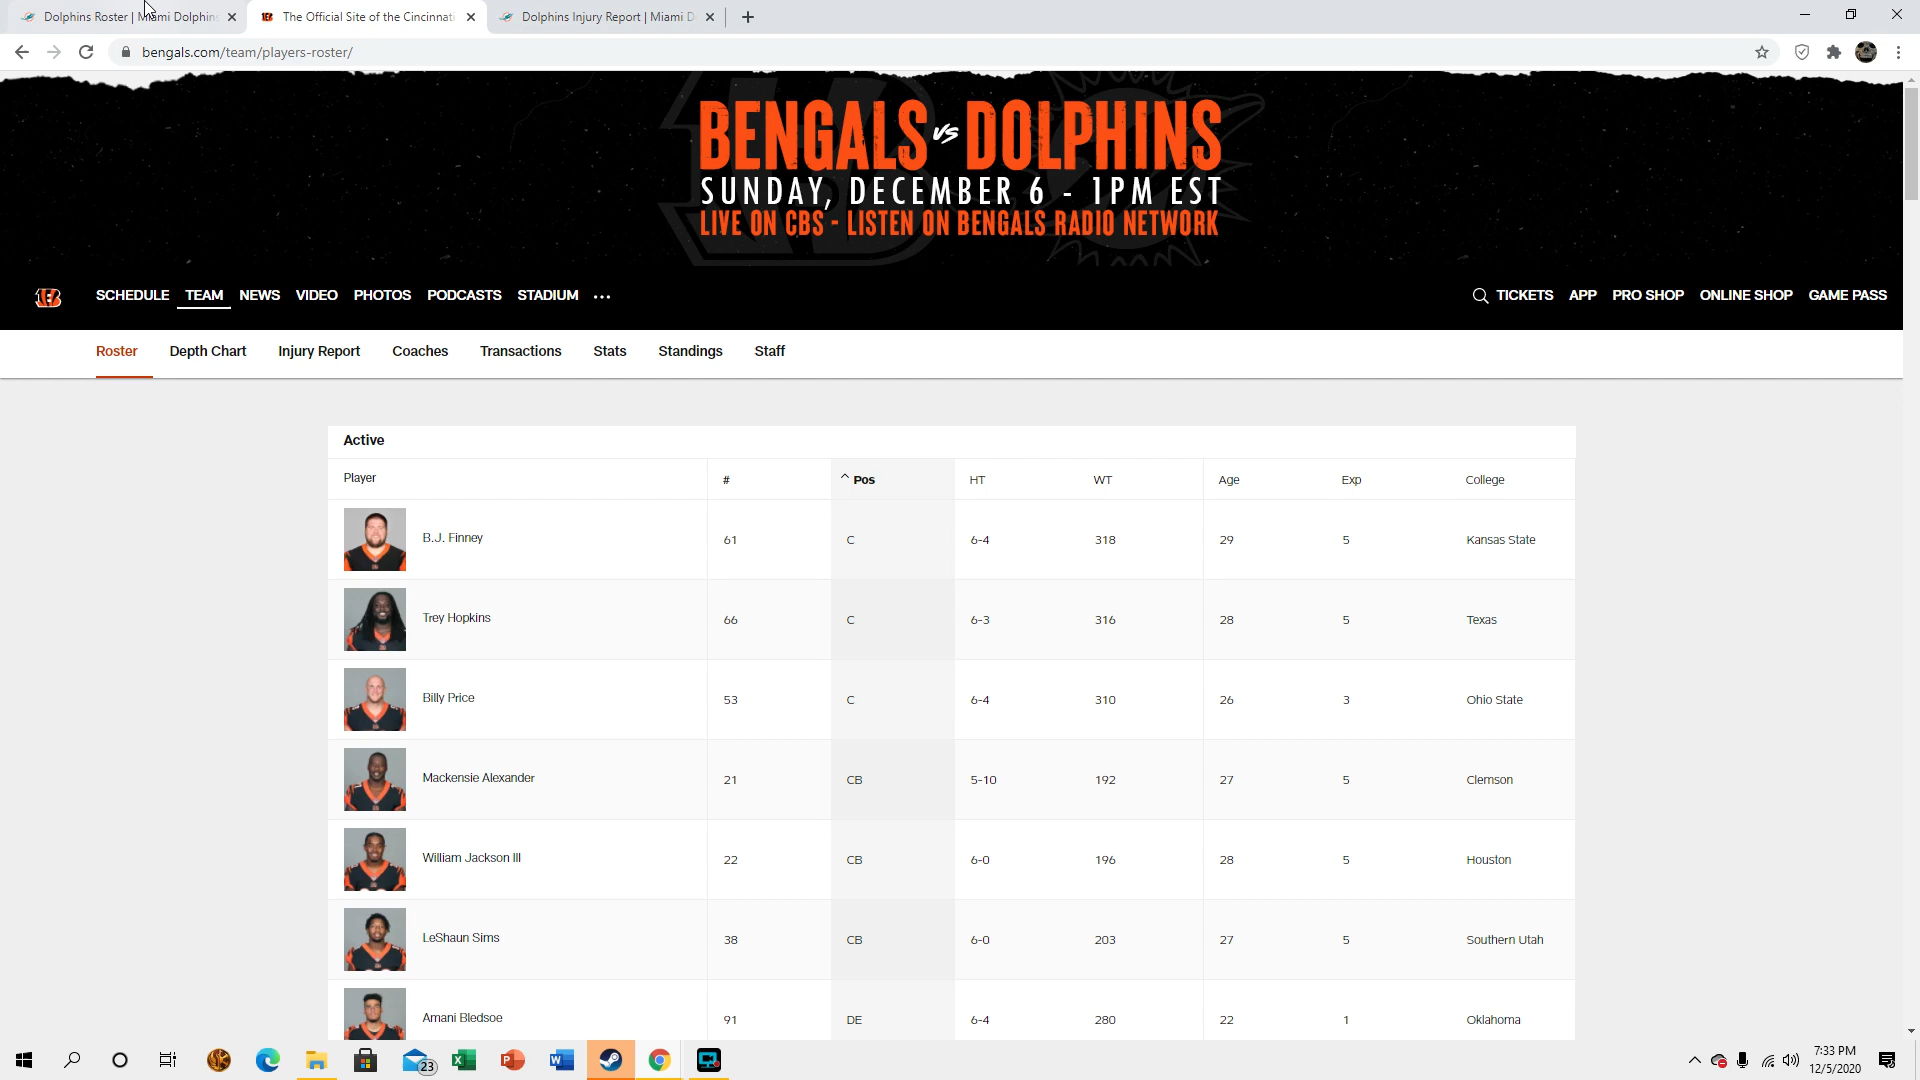 Dolphins Roster | Miami Dolphins
The Official Site of the Cincinnati
Dolphins Injury Report | Miami D
bengals.com/team/players-roster/
BENGALS vs DOLPHINS
SUNDAY, DECEMBER 6 - 1PM EST
LIVE ON CBS - LISTEN ON BENGALS RADIO NETWORK
SCHEDULE TEAM NEWS VIDEO PHOTOS PODCASTS STADIUM ... TICKETS APP PRO SHOP ONLINE SHOP GAME PASS
Roster Depth Chart Injury Report Coaches Transactions Stats Standings Staff
Active
Player # Pos HT WT Age Exp College
B.J. Finney 61 C 6-4 318 29 5 Kansas State
Trey Hopkins 66 C 6-3 316 28 5 Texas
Billy Price 53 C 6-4 310 26 3 Ohio State
Mackensie Alexander 21 CB 5-10 192 27 5 Clemson
William Jackson III 22 CB 6-0 196 28 5 Houston
LeShaun Sims 38 CB 6-0 203 27 5 Southern Utah
Amani Bledsoe 91 DE 6-4 280 22 1 Oklahoma
23
7:33 PM
12/5/2020